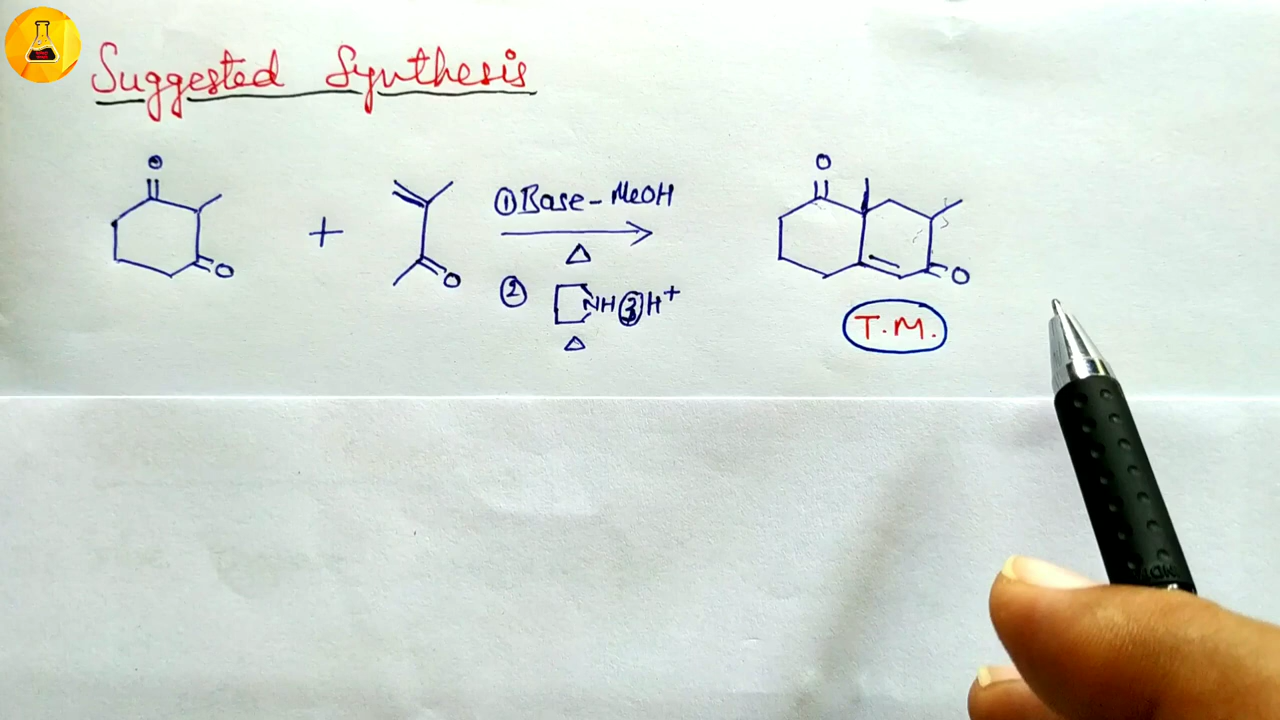 Suggested Synthesis
O
O
+
O
① Base - MeOH
△
② NH ③ H+
△
O
O
T.M.